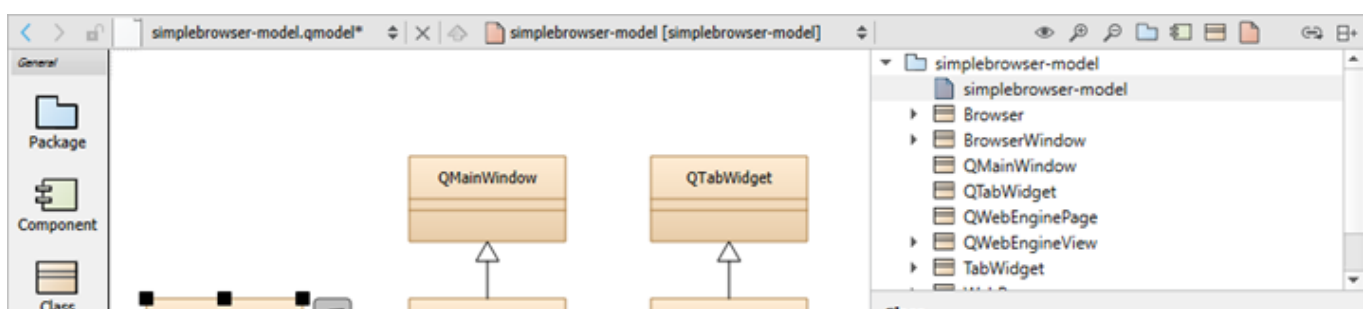 simplebrowser-model.qmodel* simplebrowser-model [simplebrowser-model]
General
Package
Component
Class
QMainWindow QTabWidget
simplebrowser-model
simplebrowser-model
Browser
BrowserWindow
QMainWindow
QTabWidget
QWebEnginePage
QWebEngineView
TabWidget